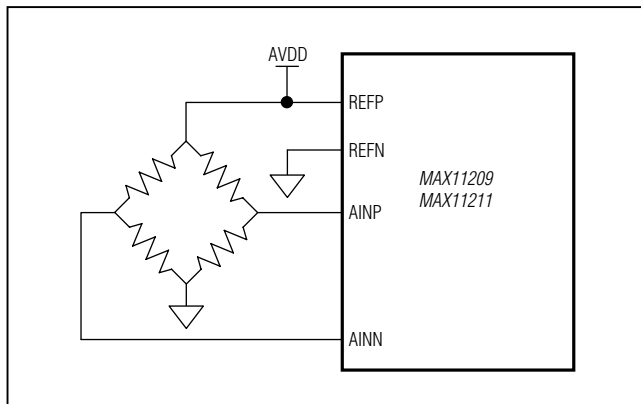 AVDD
REFP
REFN
MAX11209
MAX11211
AINP
AINN